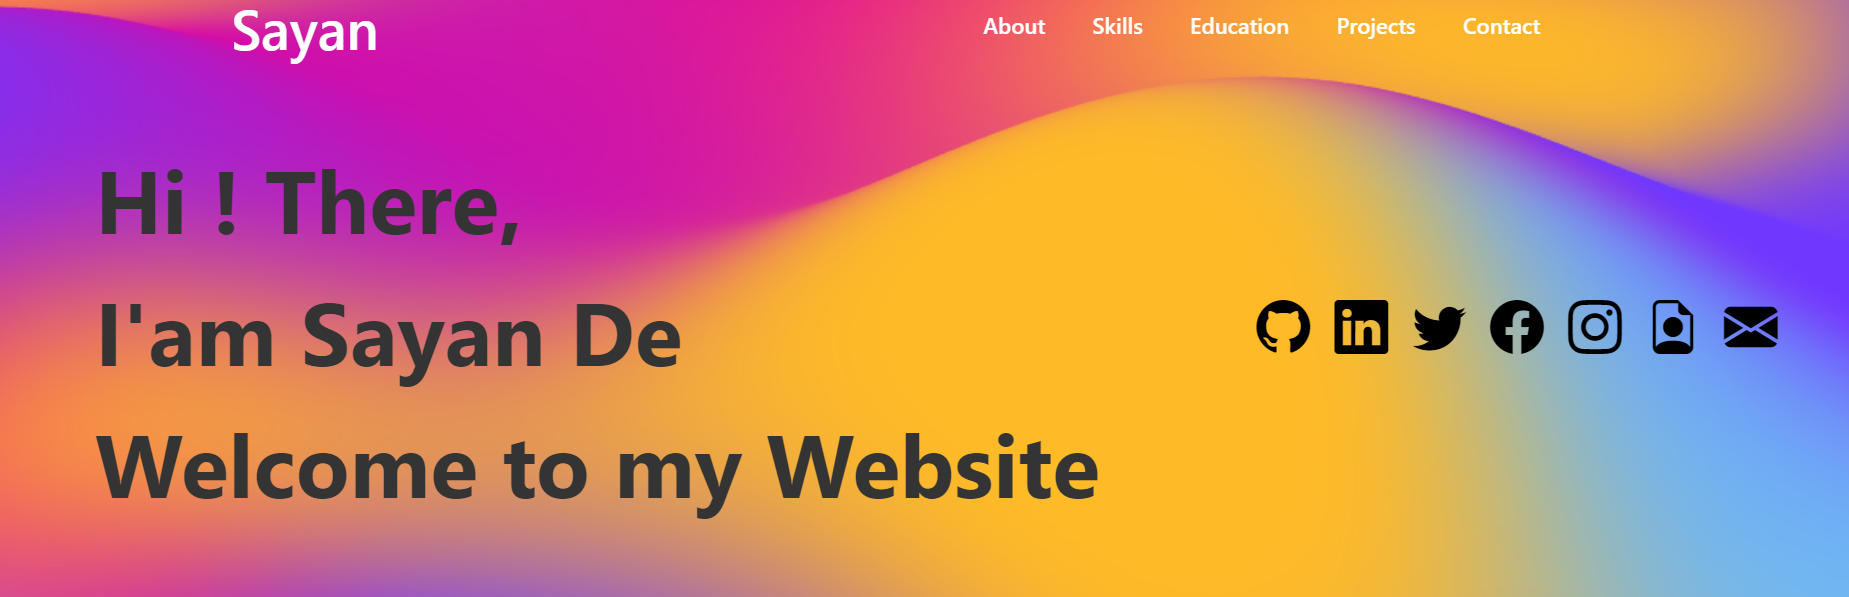 Sayan
About Skills Education Projects Contact
Hi ! There,
I'am Sayan De
Welcome to my Website